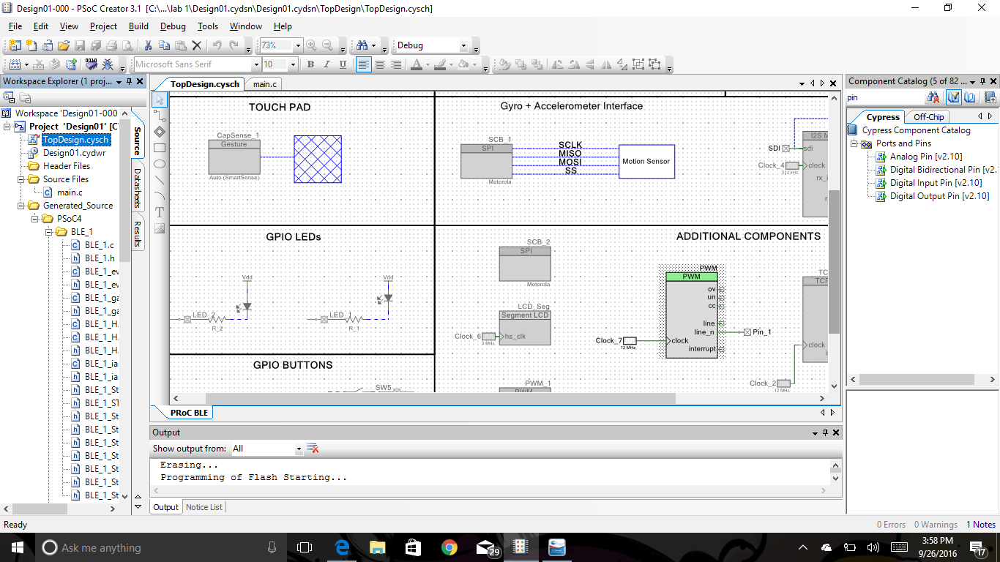 Design01-000 - PSoC Creator 3.1 [C:\...\lab 1\Design01.cydsn\Design01.cydsn\TopDesign\TopDesign.cysch]
File Edit View Project Build Debug Tools Window Help
73% Debug
Microsoft Sans Serif 10 B I U
Workspace Explorer (1 proj...
Workspace 'Design01-000
Project 'Design01' [C
TopDesign.cysch
Design01.cydwr
Header Files
Source Files
main.c
Generated_Source
PSoC4
BLE_1
BLE_1.c
BLE_1.h
BLE_1_ev
BLE_1_ev
BLE_1_ga
BLE_1_ga
BLE_1_H.
BLE_1_H.
BLE_1_H.
BLE_1_ias
BLE_1_ias
BLE_1_St
BLE_1_ST
BLE_1_St
BLE_1_St
BLE_1_St
BLE_1_St
BLE_1_St
BLE_1_St
BLE_1_St
Source
Datasheets
Results
TopDesign.cysch main.c
TOUCH PAD
CapSense_1
Gesture
Auto (SmartSense)
Gyro + Accelerometer Interface
SCB_1
SPI
Motorola
SCLK
MISO
MOSI
SS
Motion Sensor
I2S M
SDI
sdi
Clock_4
clock
rx_i
GPIO LEDs
Vdd
LED_2
R_2
Vdd
LED_1
R_1
ADDITIONAL COMPONENTS
SCB_2
SPI
Motorola
LCD_Seg
Segment LCD
Clock_6
3 MHz
hs_clk
PWM
PWM
ov
un
cc
line
line_n
Pin_1
Clock_7
12 MHz
clock
interrupt
TC
TCP
clock
Clock_2
12 MHz
GPIO BUTTONS
SW5
PWM_1
PWM
PRoC BLE
Output
Show output from: All
Erasing...
Programming of Flash Starting...
Output Notice List
Component Catalog (5 of 82 ...
pin
Cypress Off-Chip
Cypress Component Catalog
Ports and Pins
Analog Pin [v2.10]
Digital Bidirectional Pin [v2.
Digital Input Pin [v2.10]
Digital Output Pin [v2.10]
Ready
0 Errors 0 Warnings 1 Notes
Ask me anything
29
3:58 PM
9/26/2016
17